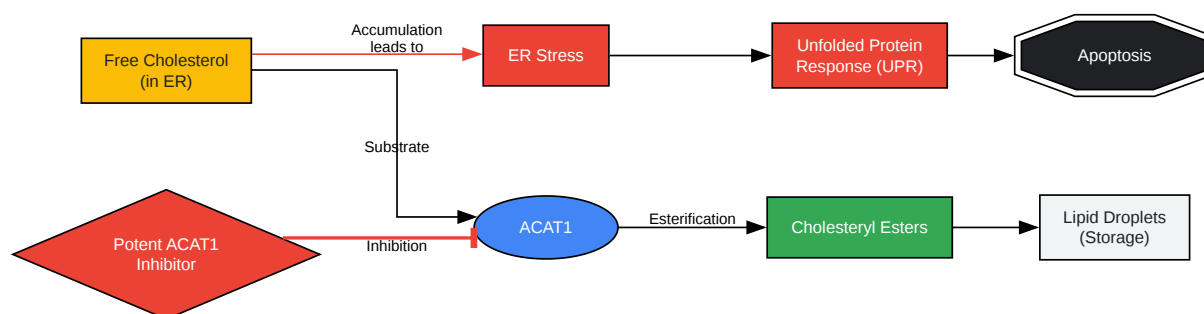 Accumulation
leads to
Free Cholesterol
(in ER)
ER Stress
Unfolded Protein
Response (UPR)
Apoptosis
Substrate
Potent ACAT1
Inhibitor
Inhibition
ACAT1
Esterification
Cholesteryl Esters
Lipid Droplets
(Storage)